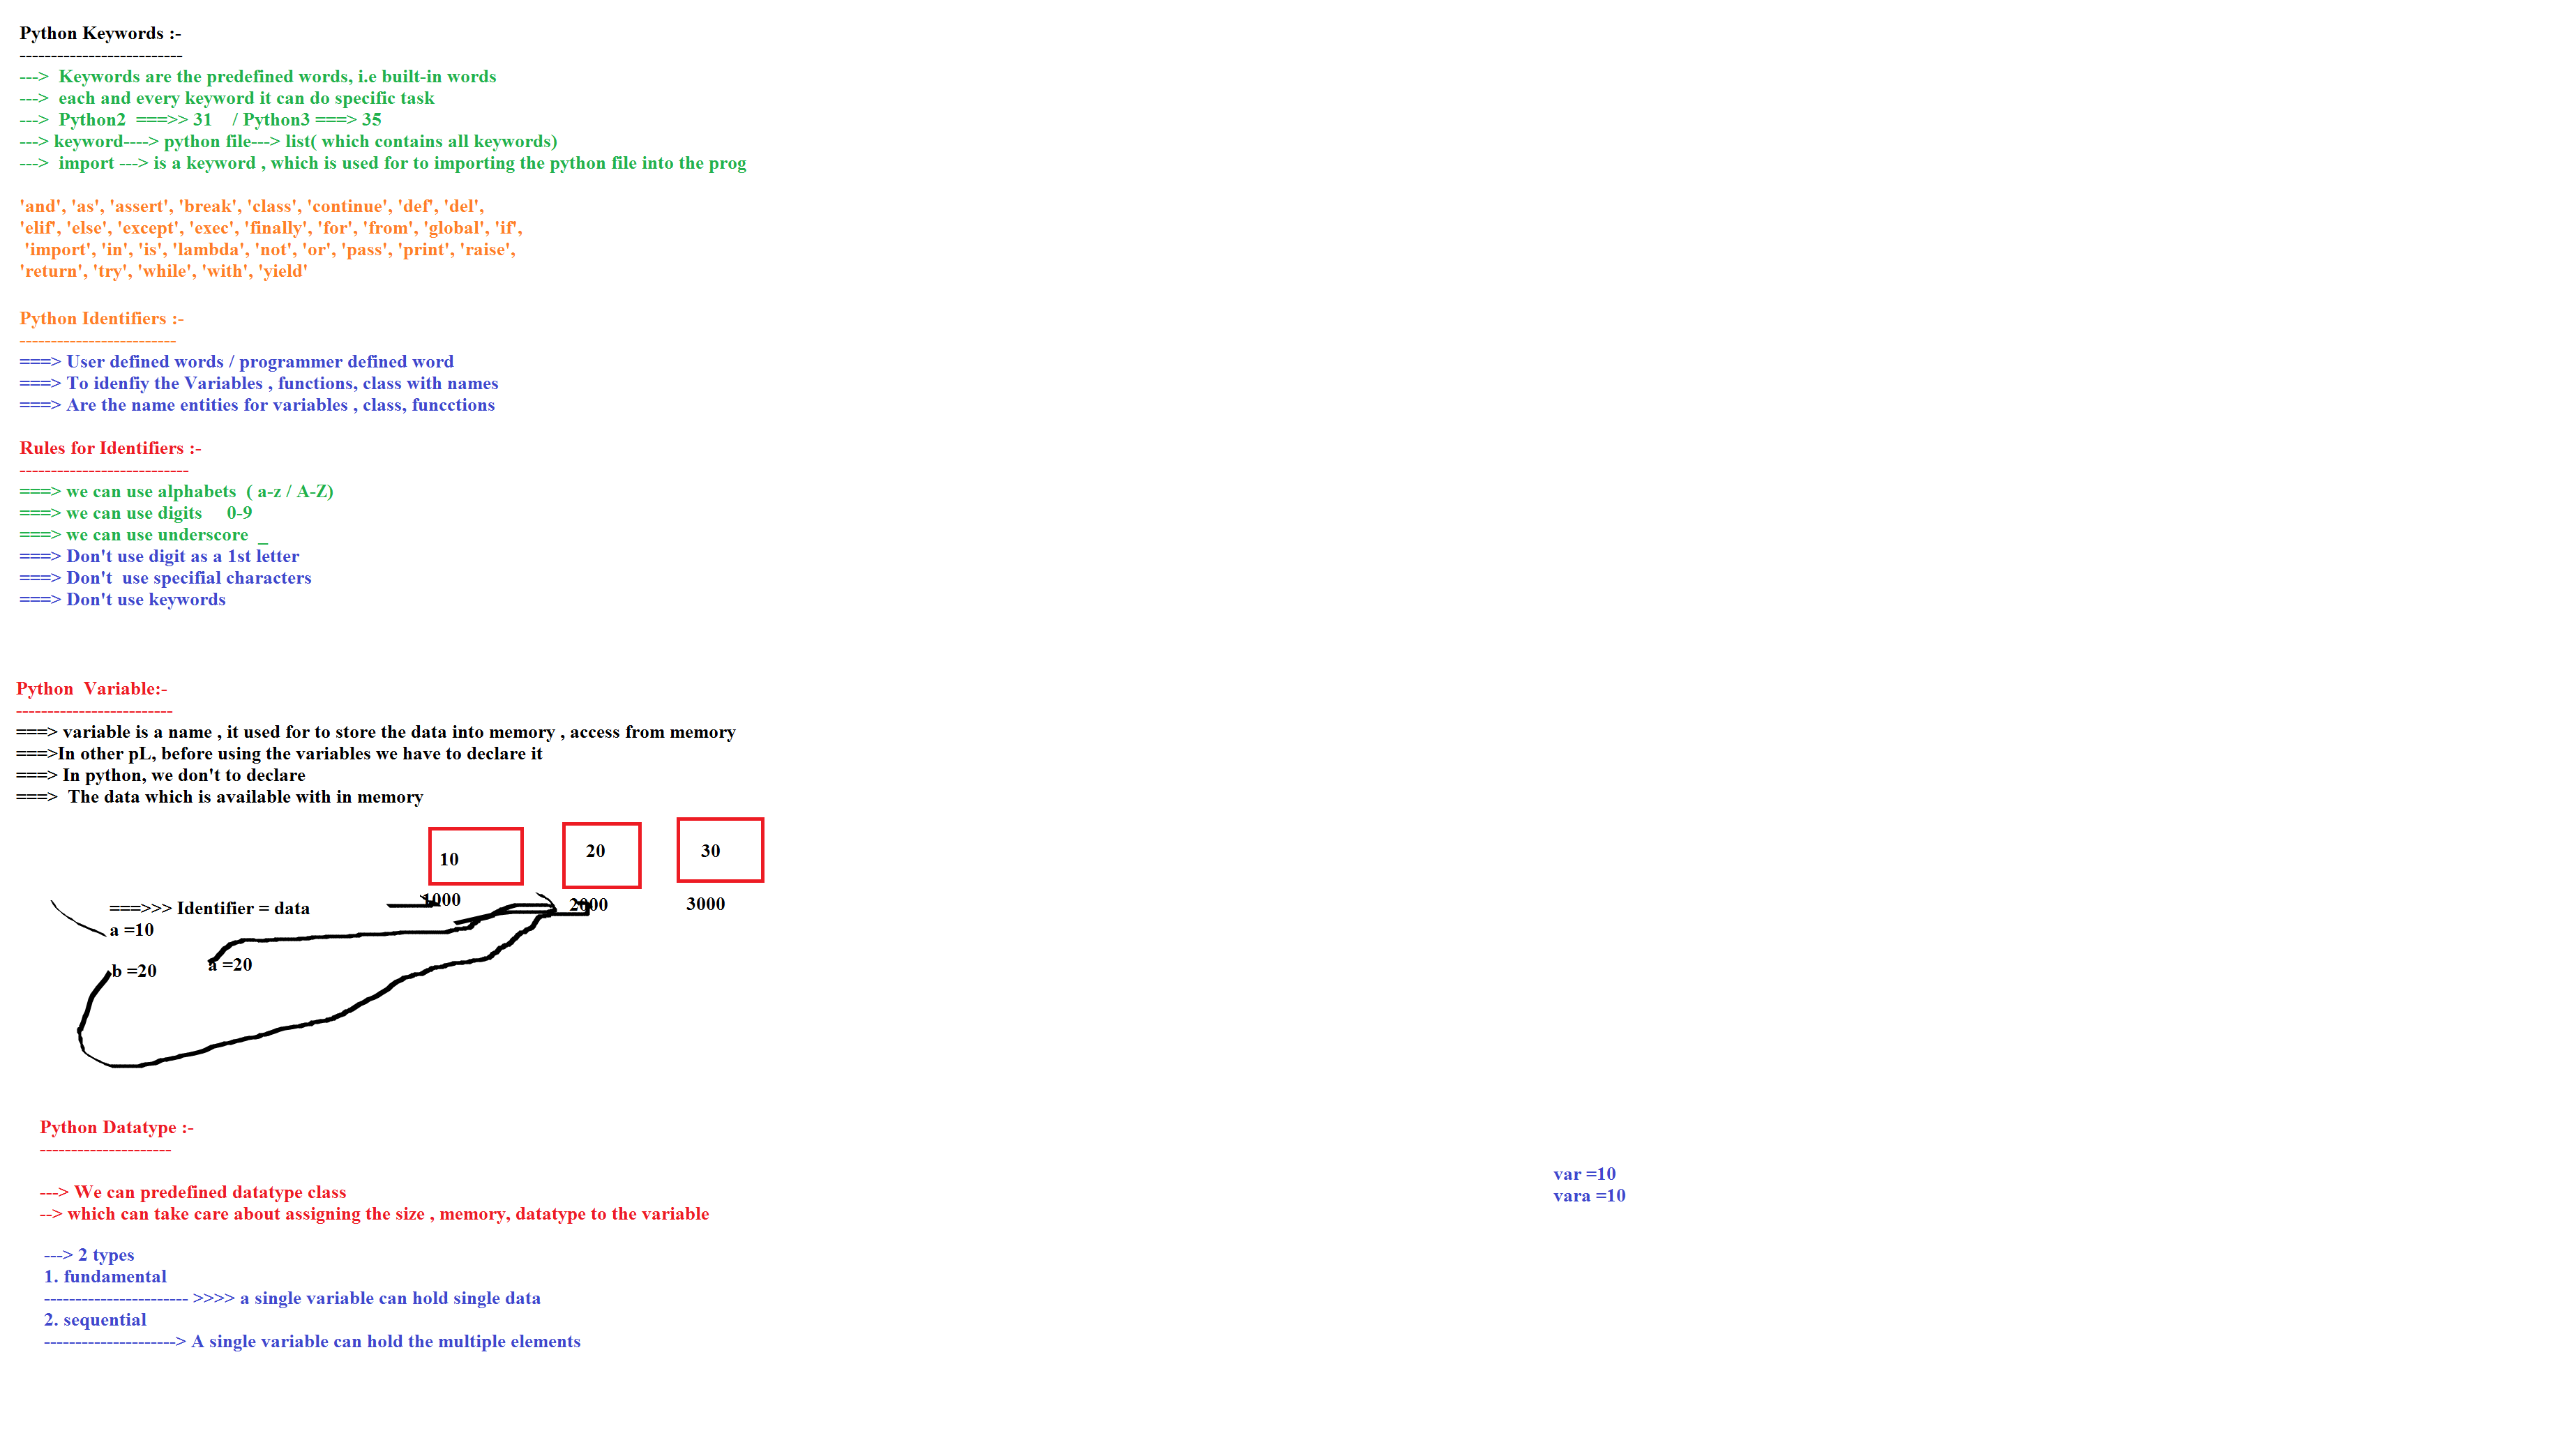 Python Keywords :-
--------------------------
---> Keywords are the predefined words, i.e built-in words
---> each and every keyword it can do specific task
---> Python2 ===>> 31 / Python3 ===> 35
---> keyword----> python file---> list( which contains all keywords)
---> import ---> is a keyword , which is used for to importing the python file into the prog
'and', 'as', 'assert', 'break', 'class', 'continue', 'def', 'del',
'elif', 'else', 'except', 'exec', 'finally', 'for', 'from', 'global', 'if',
'import', 'in', 'is', 'lambda', 'not', 'or', 'pass', 'print', 'raise',
'return', 'try', 'while', 'with', 'yield'
Python Identifiers :-
-------------------------
===> User defined words / programmer defined word
===> To idenfiy the Variables , functions, class with names
===> Are the name entities for variables , class, funcctions
Rules for Identifiers :-
---------------------------
===> we can use alphabets ( a-z / A-Z)
===> we can use digits 0-9
===> we can use underscore _
===> Don't use digit as a 1st letter
===> Don't use specifial characters
===> Don't use keywords
Python Variable:-
-------------------------
===> variable is a name , it used for to store the data into memory , access from memory
===>In other pL, before using the variables we have to declare it
===> In python, we don't to declare
===> The data which is available with in memory
10 20 30
1000 2000 3000
===>>> Identifier = data
a =10
b =20 a =20
Python Datatype :-
---------------------
var =10
vara =10
---> We can predefined datatype class
--> which can take care about assigning the size , memory, datatype to the variable
---> 2 types
1. fundamental
----------------------- >>>> a single variable can hold single data
2. sequential
---------------------> A single variable can hold the multiple elements